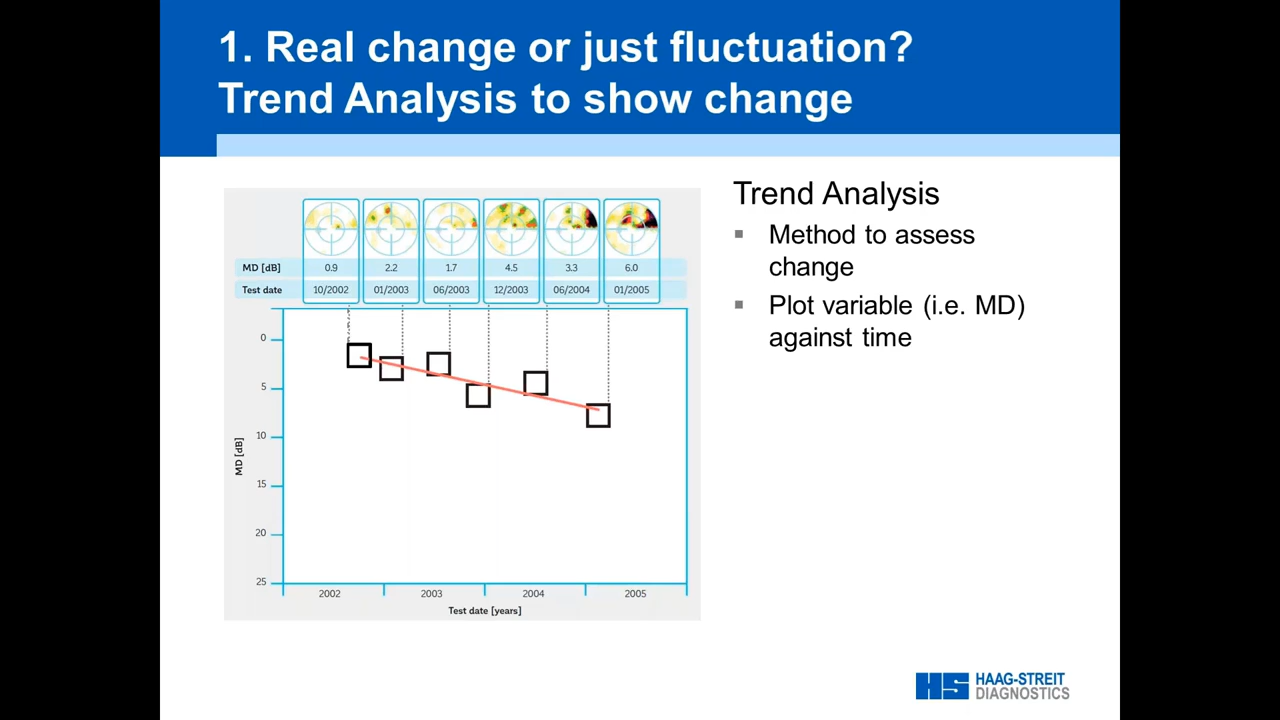 1. Real change or just fluctuation?
Trend Analysis to show change
MD [dB] 0.9 2.2 1.7 4.5 3.3 6.0
Test date 10/2002 01/2003 06/2003 12/2003 06/2004 01/2005
0
5
10
15
20
25
MD [dB]
2002 2003 2004 2005
Test date [years]
Trend Analysis
Method to assess
change
Plot variable (i.e. MD)
against time
HS HAAG-STREIT
DIAGNOSTICS